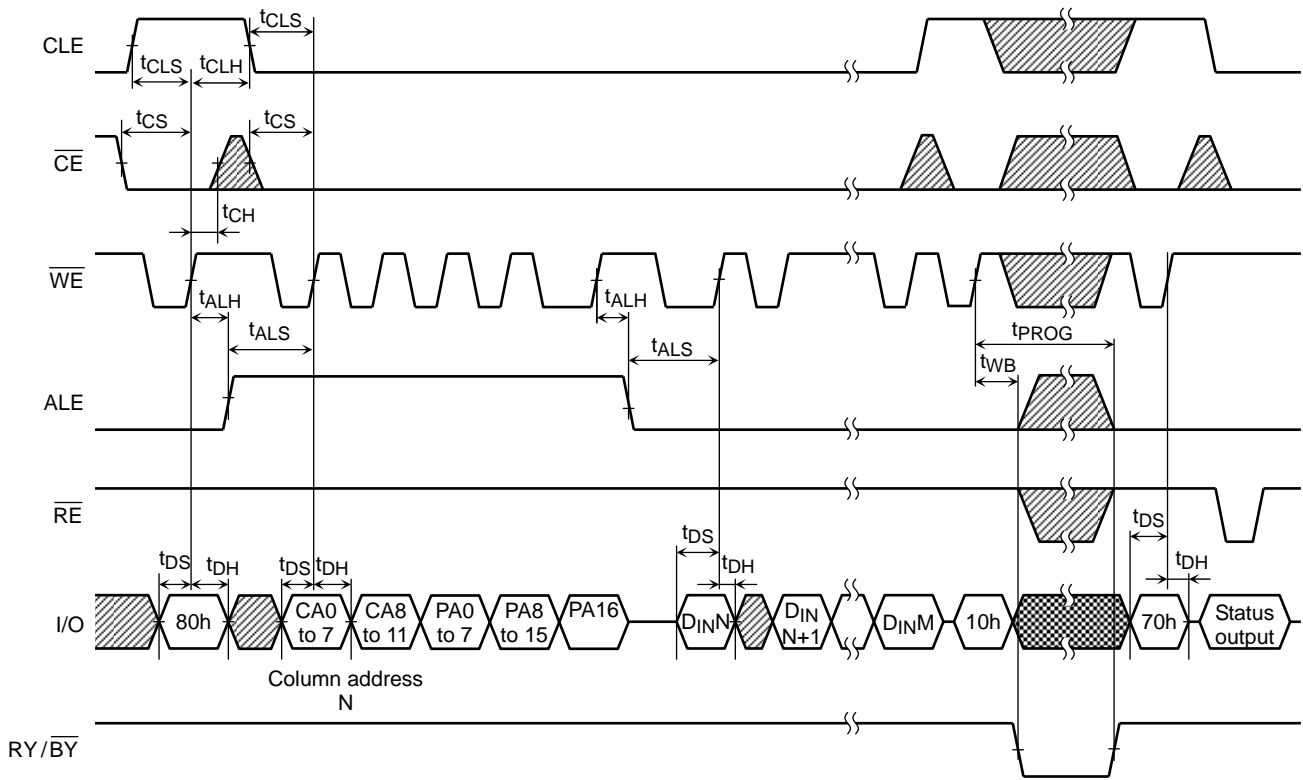 CLE
tCLS
tCLS tCLH
CE
tCS tCS
tCH
WE
tALH tALH
tALS tALS
tPROG
tWB
ALE
RE
tDS tDH tDS tDH tDS tDH tDS tDH
I/O
80h
CA0 to 7
CA8 to 11
PA0 to 7
PA8 to 15
PA16
DINN
DIN N+1
DINM
10h
70h
Status output
Column address
N
RY/BY